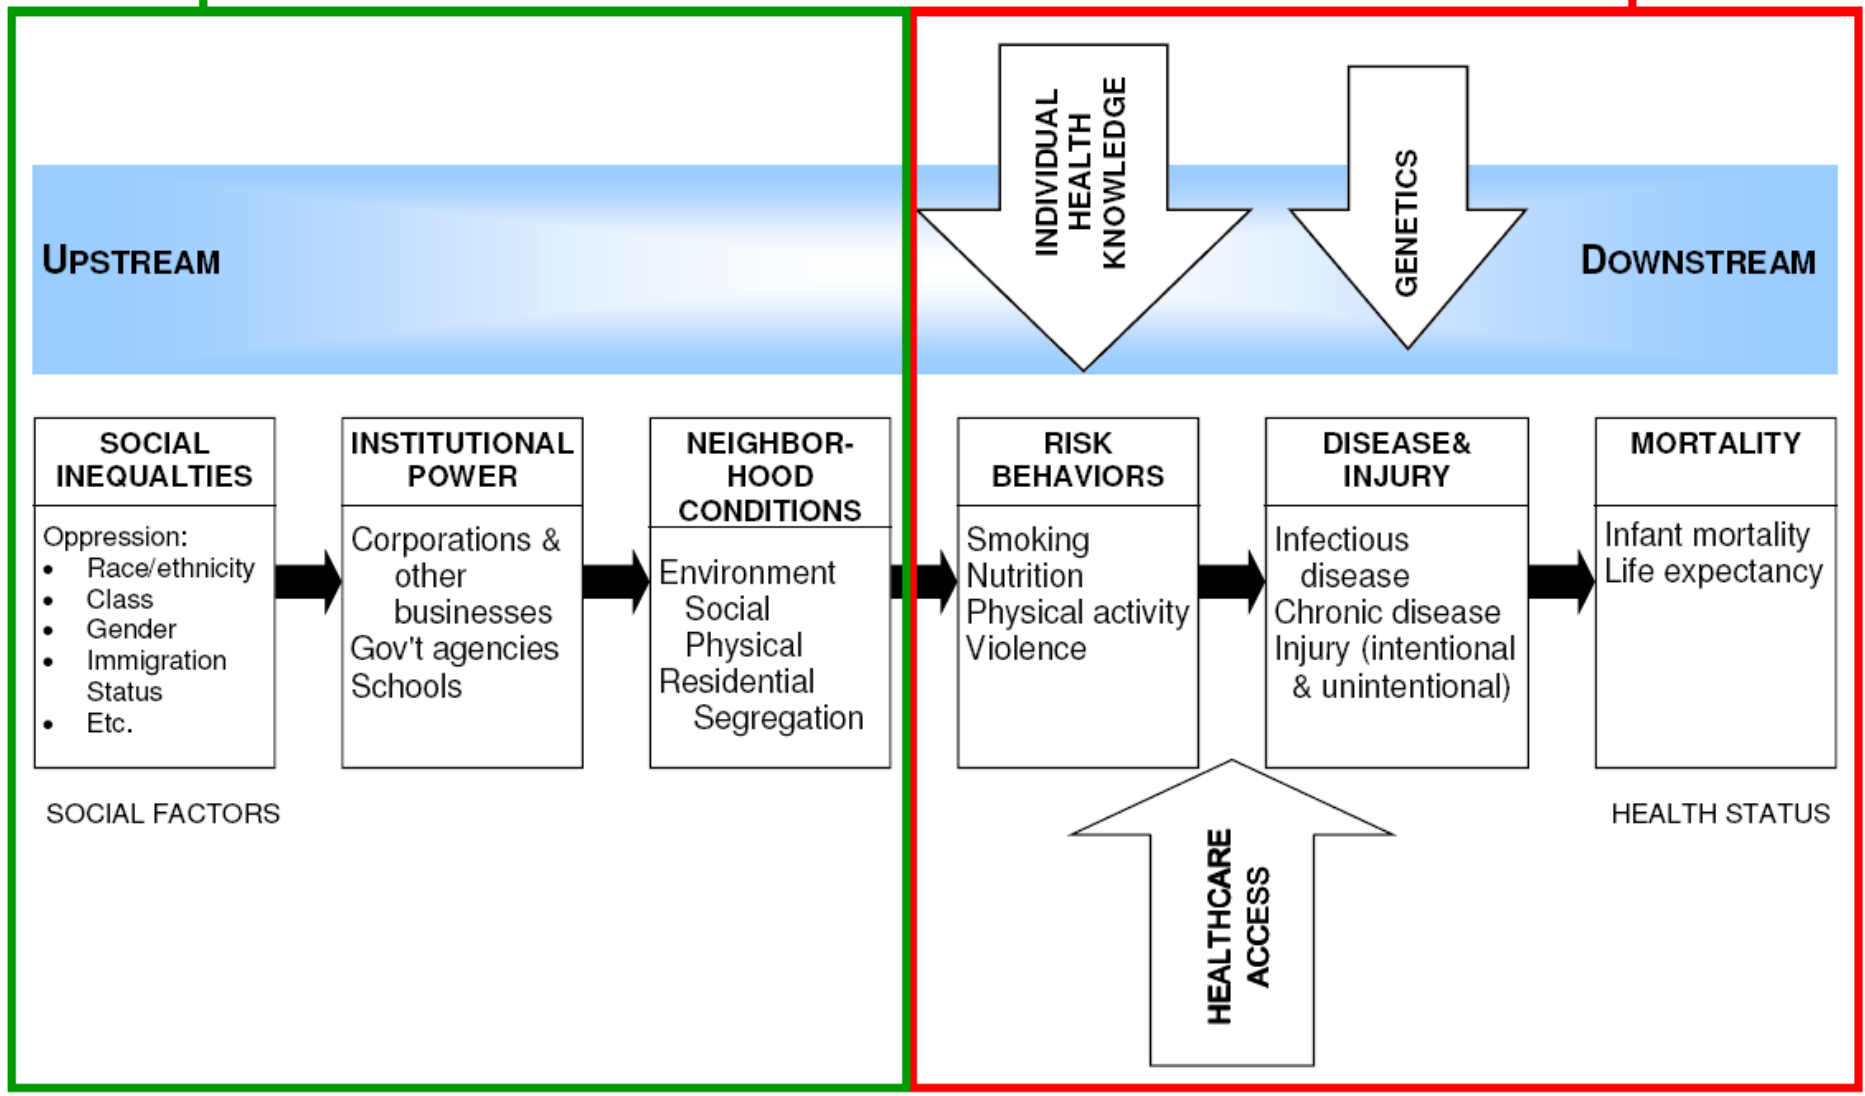 INDIVIDUAL
HEALTH
KNOWLEDGE
GENETICS
UPSTREAM
DOWNSTREAM
SOCIAL
INEQUALTIES
Oppression:
• Race/ethnicity
• Class
• Gender
• Immigration
Status
• Etc.
INSTITUTIONAL
POWER
Corporations &
other
businesses
Gov't agencies
Schools
NEIGHBOR-
HOOD
CONDITIONS
Environment
Social
Physical
Residential
Segregation
RISK
BEHAVIORS
Smoking
Nutrition
Physical activity
Violence
DISEASE&
INJURY
Infectious
disease
Chronic disease
Injury (intentional
& unintentional)
MORTALITY
Infant mortality
Life expectancy
SOCIAL FACTORS
HEALTH STATUS
HEALTHCARE
ACCESS